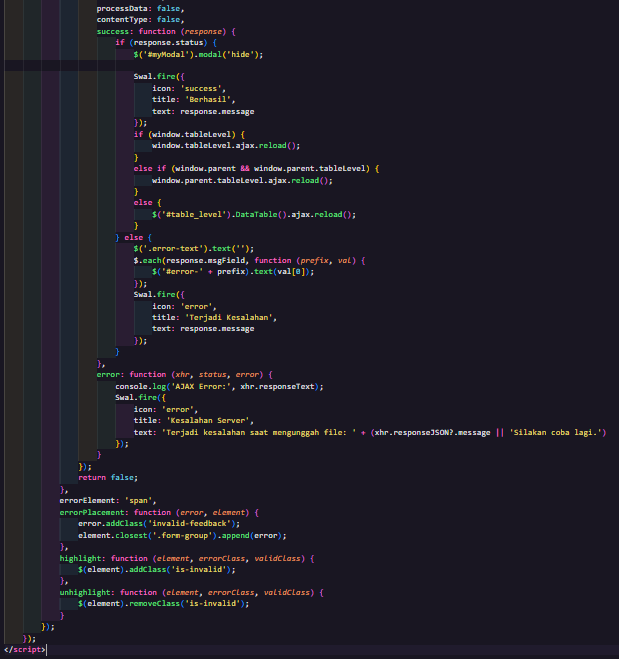 processData: false,
contentType: false,
success: function (response) {
if (response.status) {
$('#myModal').modal('hide');
Swal.fire({
icon: 'success',
title: 'Berhasil',
text: response.message
});
if (window.tableLevel) {
window.tableLevel.ajax.reload();
}
else if (window.parent && window.parent.tableLevel) {
window.parent.tableLevel.ajax.reload();
}
else {
$('#table_level').DataTable().ajax.reload();
}
} else {
$('.error-text').text('');
$.each(response.msgField, function (prefix, val) {
$('#error-' + prefix).text(val[0]);
});
Swal.fire({
icon: 'error',
title: 'Terjadi Kesalahan',
text: response.message
});
}
},
error: function (xhr, status, error) {
console.log('AJAX Error:', xhr.responseText);
Swal.fire({
icon: 'error',
title: 'Kesalahan Server',
text: 'Terjadi kesalahan saat mengunggah file: ' + (xhr.responseJSON?.message || 'Silakan coba lagi.')
});
}
});
return false;
},
errorElement: 'span',
errorPlacement: function (error, element) {
error.addClass('invalid-feedback');
element.closest('.form-group').append(error);
},
highlight: function (element, errorClass, validClass) {
$(element).addClass('is-invalid');
},
unhighlight: function (element, errorClass, validClass) {
$(element).removeClass('is-invalid');
}
});
});
</script>